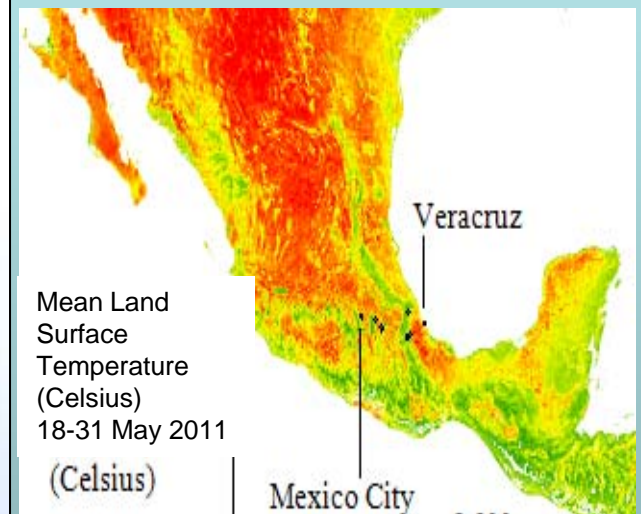 Veracruz
Mean Land
Surface
Temperature
(Celsius)
18-31 May 2011
(Celsius)
Mexico City